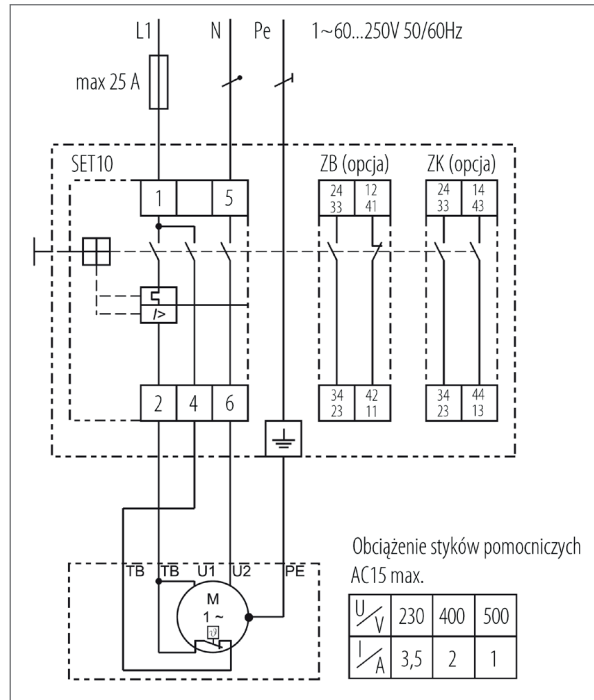 L1 N Pe 1~60...250V 50/60Hz
max 25 A
SET10 ZB (opcja) ZK (opcja)
1 5 24 12 24 14
33 41 33 43
I>
2 4 6 34 42 34 44
23 11 23 13
TB TB U1 U2 PE
M
1 ~
ϑ
Obciążenie styków pomocniczych
AC15 max.
U/V 230 400 500
I/A 3,5 2 1